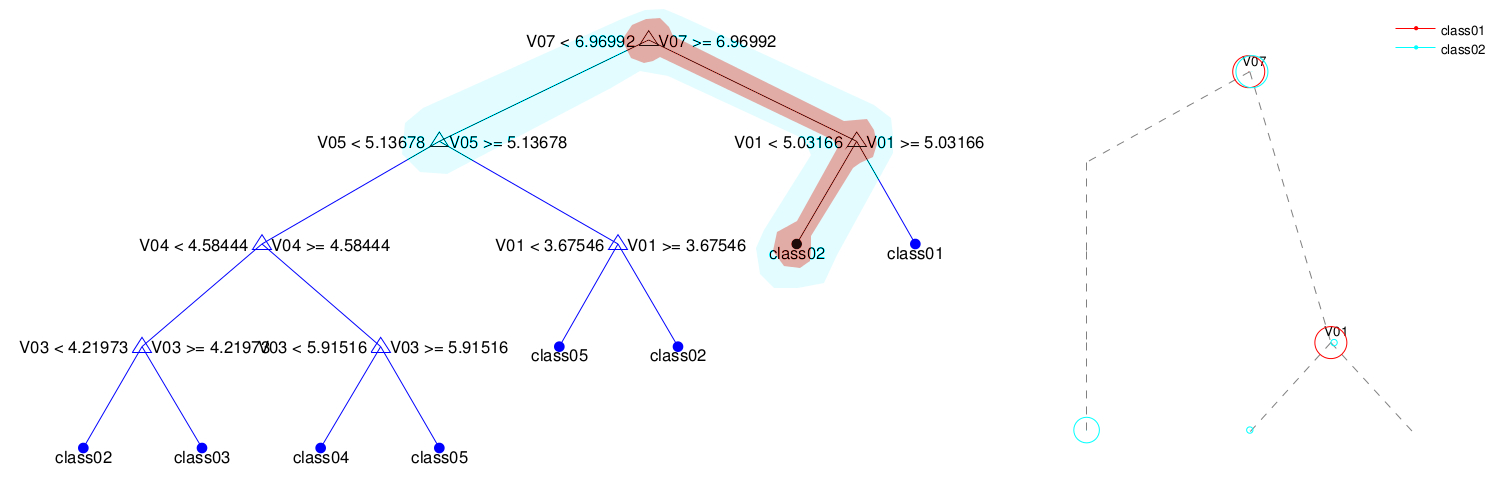 V07 < 6.96992 V07 >= 6.96992
V05 < 5.13678 V05 >= 5.13678
V01 < 5.03166 V01 >= 5.03166
V04 < 4.58444 V04 >= 4.58444
V01 < 3.67546 V01 >= 3.67546
class02
class01
V03 < 4.21973 V03 >= 4.21973
V03 < 5.91516 V03 >= 5.91516
class05
class02
class02
class03
class04
class05
class01
class02
V07
V01